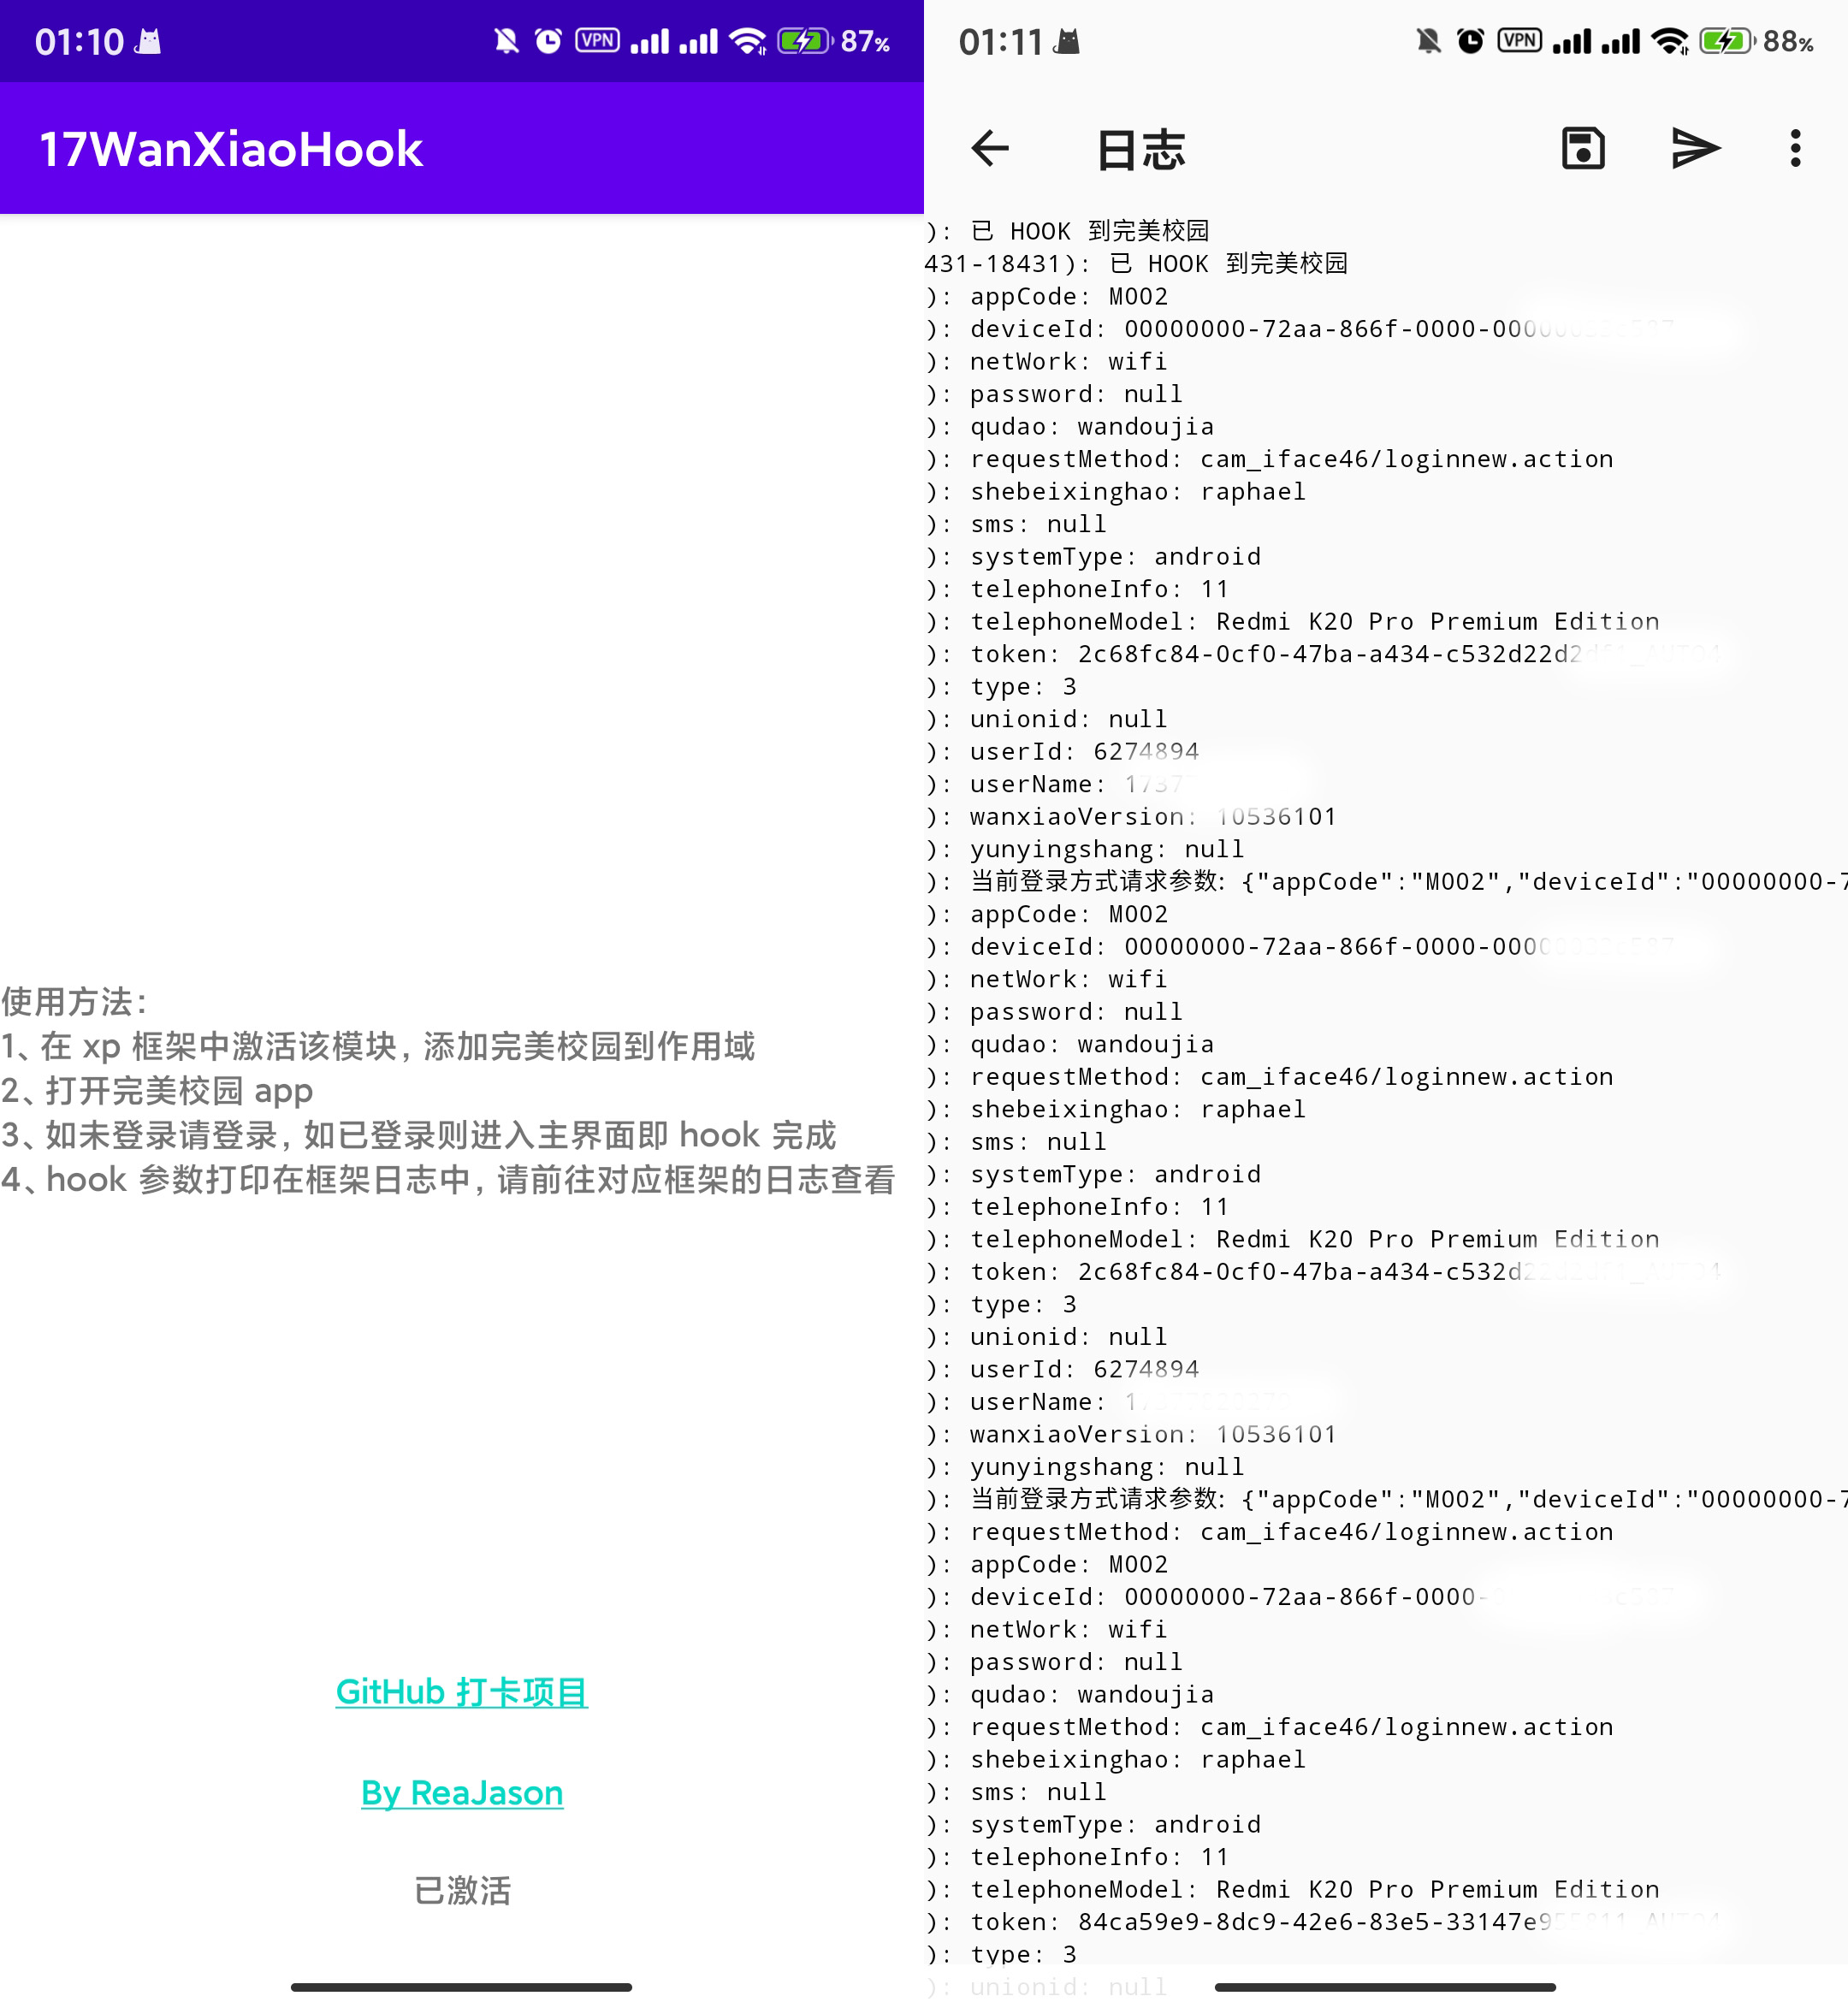 01:10
VPN
87%
17WanXiaoHook
使用方法：
1、在 xp 框架中激活该模块，添加完美校园到作用域
2、打开完美校园 app
3、如未登录请登录，如已登录则进入主界面即 hook 完成
4、hook 参数打印在框架日志中，请前往对应框架的日志查看
GitHub 打卡项目
By ReaJason
已激活
01:11
VPN
88%
日志
): 已 HOOK 到完美校园
431-18431): 已 HOOK 到完美校园
): appCode: M002
): deviceId: 00000000-72aa-866f-0000-000
): netWork: wifi
): password: null
): qudao: wandoujia
): requestMethod: cam_iface46/loginnew.action
): shebeixinghao: raphael
): sms: null
): systemType: android
): telephoneInfo: 11
): telephoneModel: Redmi K20 Pro Premium Edition
): token: 2c68fc84-0cf0-47ba-a434-c532d22d2
): type: 3
): unionid: null
): userId: 6274894
): userName: 1737
): wanxiaoVersion: 10536101
): yunyingshang: null
): 当前登录方式请求参数: {"appCode":"M002","deviceId":"00000000-7
): appCode: M002
): deviceId: 00000000-72aa-866f-0000-000
): netWork: wifi
): password: null
): qudao: wandoujia
): requestMethod: cam_iface46/loginnew.action
): shebeixinghao: raphael
): sms: null
): systemType: android
): telephoneInfo: 11
): telephoneModel: Redmi K20 Pro Premium Edition
): token: 2c68fc84-0cf0-47ba-a434-c532d
): type: 3
): unionid: null
): userId: 6274894
): userName: 1
): wanxiaoVersion: 10536101
): yunyingshang: null
): 当前登录方式请求参数: {"appCode":"M002","deviceId":"00000000-7
): requestMethod: cam_iface46/loginnew.action
): appCode: M002
): deviceId: 00000000-72aa-866f-0000-
): netWork: wifi
): password: null
): qudao: wandoujia
): requestMethod: cam_iface46/loginnew.action
): shebeixinghao: raphael
): sms: null
): systemType: android
): telephoneInfo: 11
): telephoneModel: Redmi K20 Pro Premium Edition
): token: 84ca59e9-8dc9-42e6-83e5-33147e9
): type: 3
): unionid: null